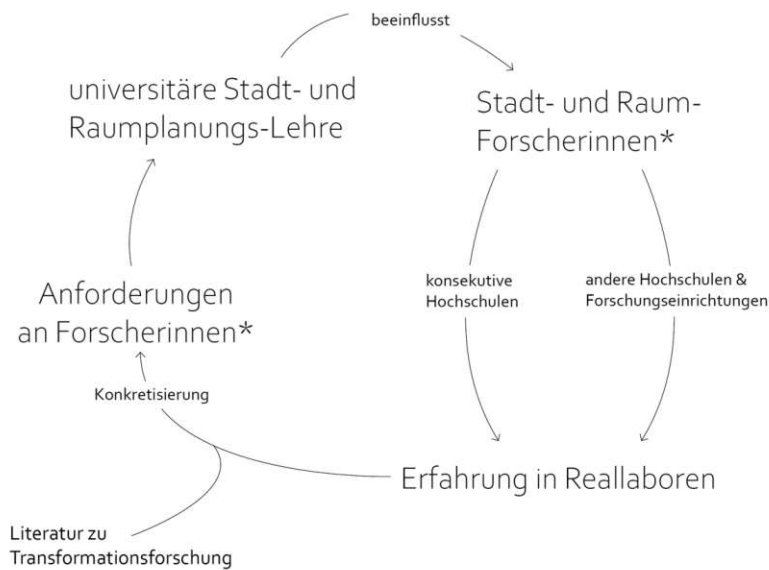 beeinflusst
universitäre Stadt- und
Raumplanungs-Lehre
Stadt- und Raum-
Forscherinnen*
konsekutive
Hochschulen
andere Hochschulen &
Forschungseinrichtungen
Anforderungen
an Forscherinnen*
Konkretisierung
Erfahrung in Reallaboren
Literatur zu
Transformationsforschung